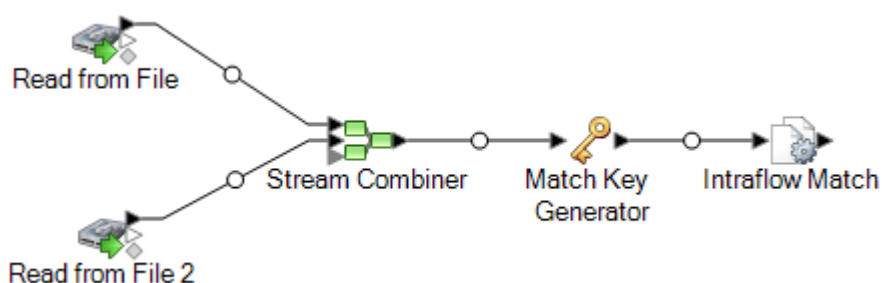 Read from File
Stream Combiner
Match Key
Generator
Intraflow Match
Read from File 2